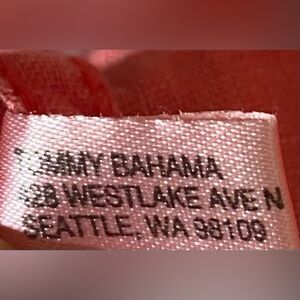 TOMMY BAHAMA
428 WESTLAKE AVE N
SEATTLE, WA 98109